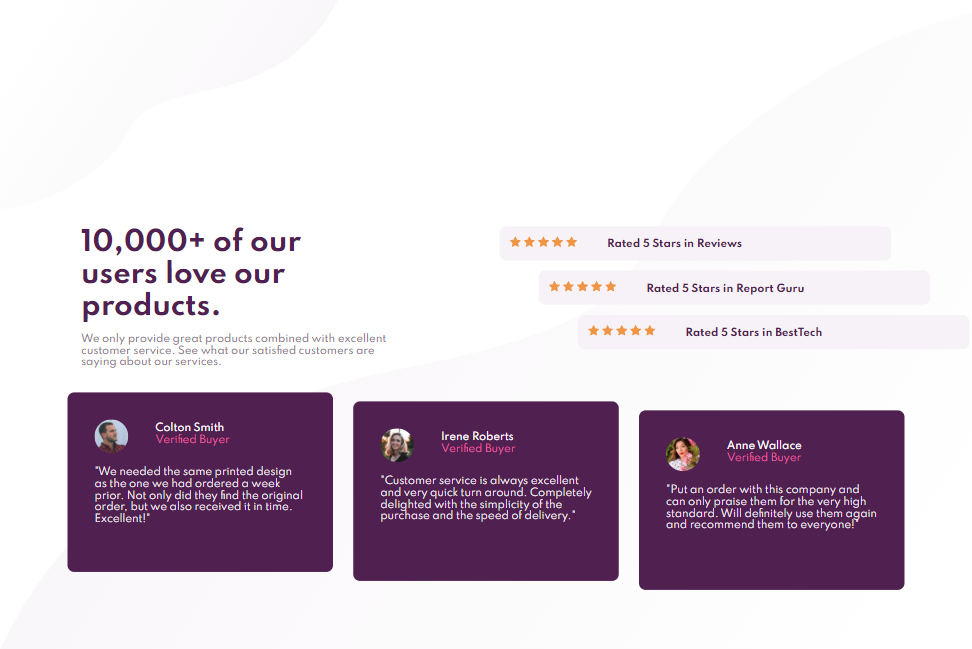 10,000+ of our
users love our
products.
We only provide great products combined with excellent
customer service. See what our satisfied customers are
saying about our services.
Rated 5 Stars in Reviews
Rated 5 Stars in Report Guru
Rated 5 Stars in BestTech
Colton Smith
Verified Buyer
"We needed the same printed design
as the one we had ordered a week
prior. Not only did they find the original
order, but we also received it in time.
Excellent!"
Irene Roberts
Verified Buyer
"Customer service is always excellent
and very quick turn around. Completely
delighted with the simplicity of the
purchase and the speed of delivery."
Anne Wallace
Verified Buyer
"Put an order with this company and
can only praise them for the very high
standard. Will definitely use them again
and recommend them to everyone!"